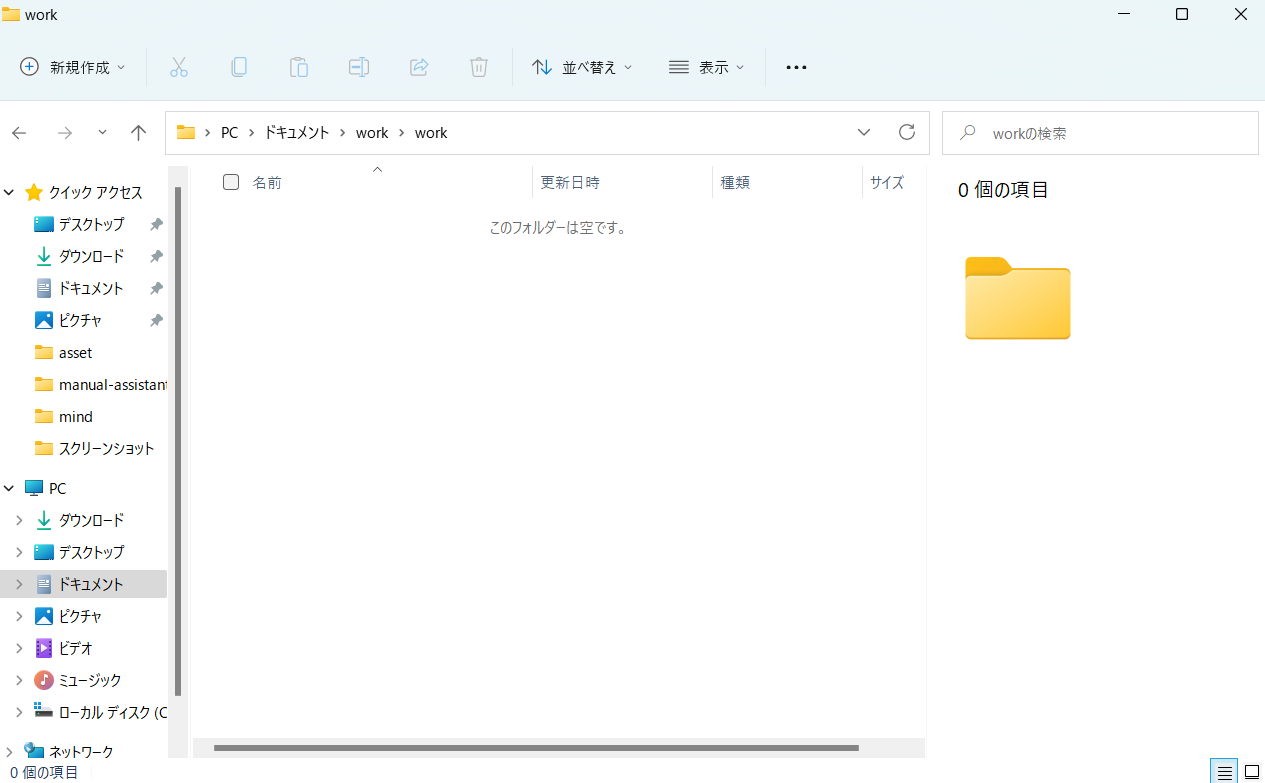 work
新規作成 並べ替え 表示
PC ドキュメント work work
workの検索
クイック アクセス
デスクトップ
ダウンロード
ドキュメント
ピクチャ
asset
manual-assistant
mind
スクリーンショット
PC
ダウンロード
デスクトップ
ドキュメント
ピクチャ
ビデオ
ミュージック
ローカル ディスク (C
ネットワーク
名前 更新日時 種類 サイズ
このフォルダーは空です。
0 個の項目
0 個の項目